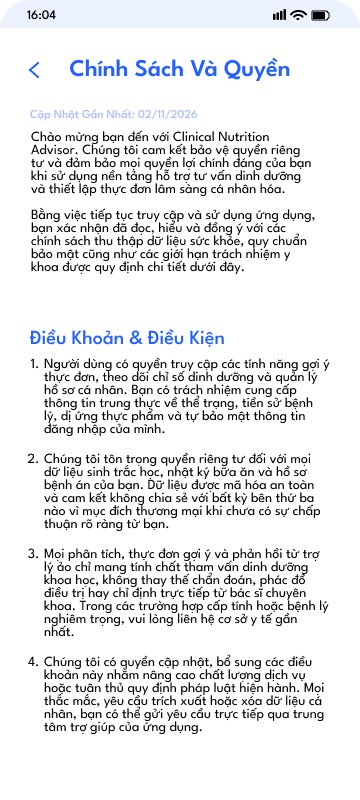 16:04
Chính Sách Và Quyền
Cập Nhật Gần Nhất: 02/11/2026
Chào mừng bạn đến với Clinical Nutrition
Advisor. Chúng tôi cam kết bảo vệ quyền riêng
tư và đảm bảo mọi quyền lợi chính đáng của bạn
khi sử dụng nền tảng hỗ trợ tư vấn dinh dưỡng
và thiết lập thực đơn lâm sàng cá nhân hóa.
Bằng việc tiếp tục truy cập và sử dụng ứng dụng,
bạn xác nhận đã đọc, hiểu và đồng ý với các
chính sách thu thập dữ liệu sức khỏe, quy chuẩn
bảo mật cũng như các giới hạn trách nhiệm y
khoa được quy định chi tiết dưới đây.
Điều Khoản & Điều Kiện
1. Người dùng có quyền truy cập các tính năng gợi ý
thực đơn, theo dõi chỉ số dinh dưỡng và quản lý
hồ sơ cá nhân. Bạn có trách nhiệm cung cấp
thông tin trung thực về thể trạng, tiền sử bệnh
lý, dị ứng thực phẩm và tự bảo mật thông tin
đăng nhập của mình.
2. Chúng tôi tôn trọng quyền riêng tư đối với mọi
dữ liệu sinh trắc học, nhật ký bữa ăn và hồ sơ
bệnh án của bạn. Dữ liệu được mã hóa an toàn
và cam kết không chia sẻ với bất kỳ bên thứ ba
nào vì mục đích thương mại khi chưa có sự chấp
thuận rõ ràng từ bạn.
3. Mọi phân tích, thực đơn gợi ý và phản hồi từ trợ
lý ảo chỉ mang tính chất tham vấn dinh dưỡng
khoa học, không thay thế chẩn đoán, phác đồ
điều trị hay chỉ định trực tiếp từ bác sĩ chuyên
khoa. Trong các trường hợp cấp tính hoặc bệnh lý
nghiêm trọng, vui lòng liên hệ cơ sở y tế gần
nhất.
4. Chúng tôi có quyền cập nhật, bổ sung các điều
khoản này nhằm nâng cao chất lượng dịch vụ
hoặc tuân thủ quy định pháp luật hiện hành. Mọi
thắc mắc, yêu cầu trích xuất hoặc xóa dữ liệu cá
nhân, bạn có thể gửi yêu cầu trực tiếp qua trung
tâm trợ giúp của ứng dụng.